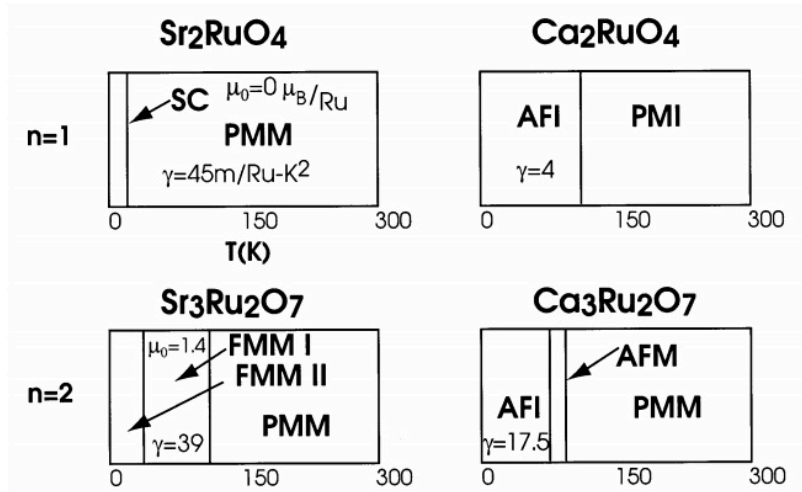 Sr2RuO4
Ca2RuO4
n=1
SC μ₀=0 μB/Ru
PMM
γ=45m/Ru-K²
AFI PMI
γ=4
0 150 300
0 150 300
T(K)
Sr3Ru2O7
Ca3Ru2O7
n=2
μ₀=1.4 FMM I
FMM II
PMM
γ=39
AFM
AFI PMM
γ=17.5
0 150 300
0 150 300